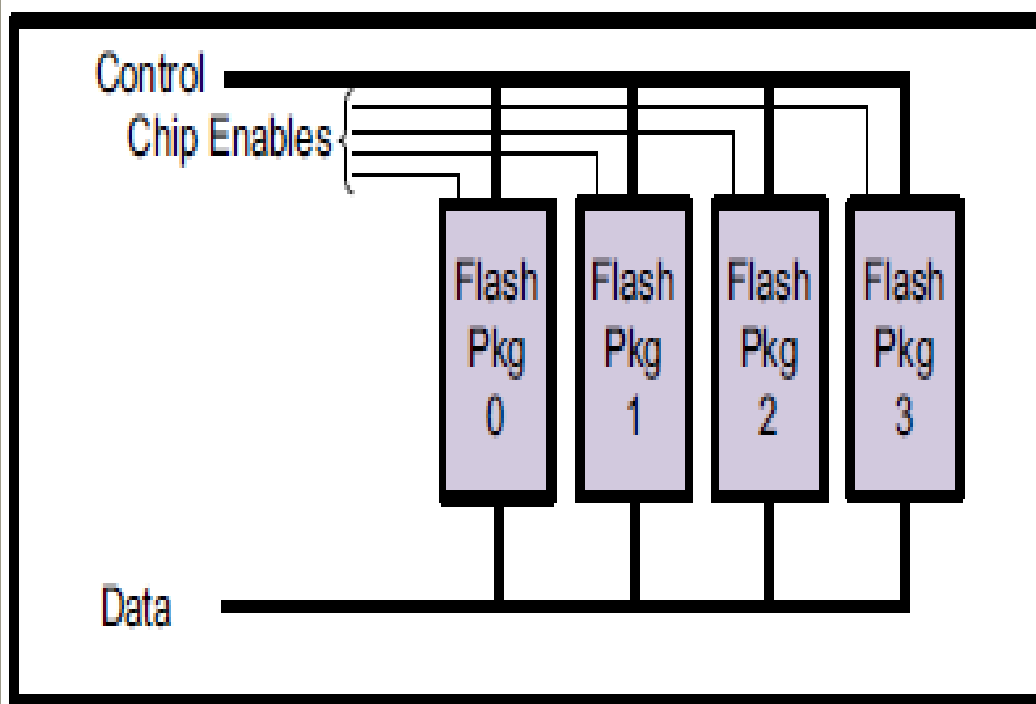 Control
Chip Enables
Flash
Pkg
0
Flash
Pkg
1
Flash
Pkg
2
Flash
Pkg
3
Data